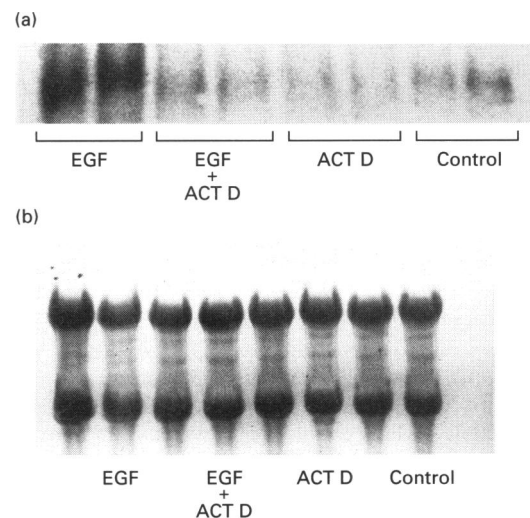 (a)
EGF EGF ACT D Control
+
ACT D
(b)
EGF EGF ACT D Control
+
ACT D